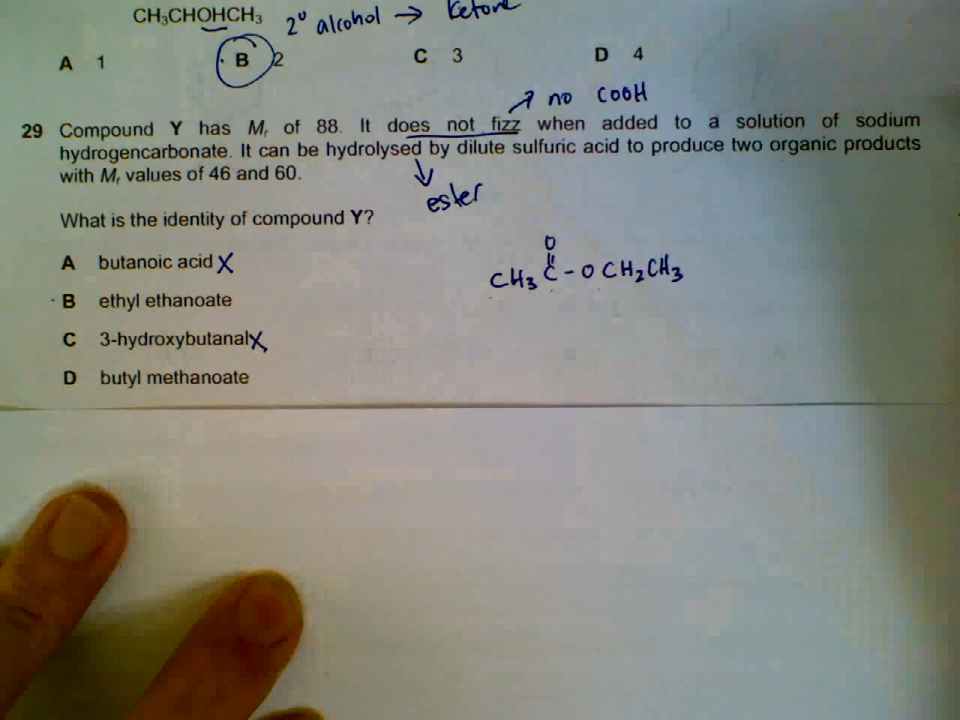 CH₃CHOHCH₃ 2° alcohol → ketone
A 1 B 2 C 3 D 4
↗ no COOH
29 Compound Y has Mᵣ of 88. It does not fizz when added to a solution of sodium
hydrogencarbonate. It can be hydrolysed by dilute sulfuric acid to produce two organic products
with Mᵣ values of 46 and 60.
↓
ester
What is the identity of compound Y?
O
CH₃ C̈ - O CH₂CH₃
A butanoic acid X
B ethyl ethanoate
C 3-hydroxybutanal X
D butyl methanoate